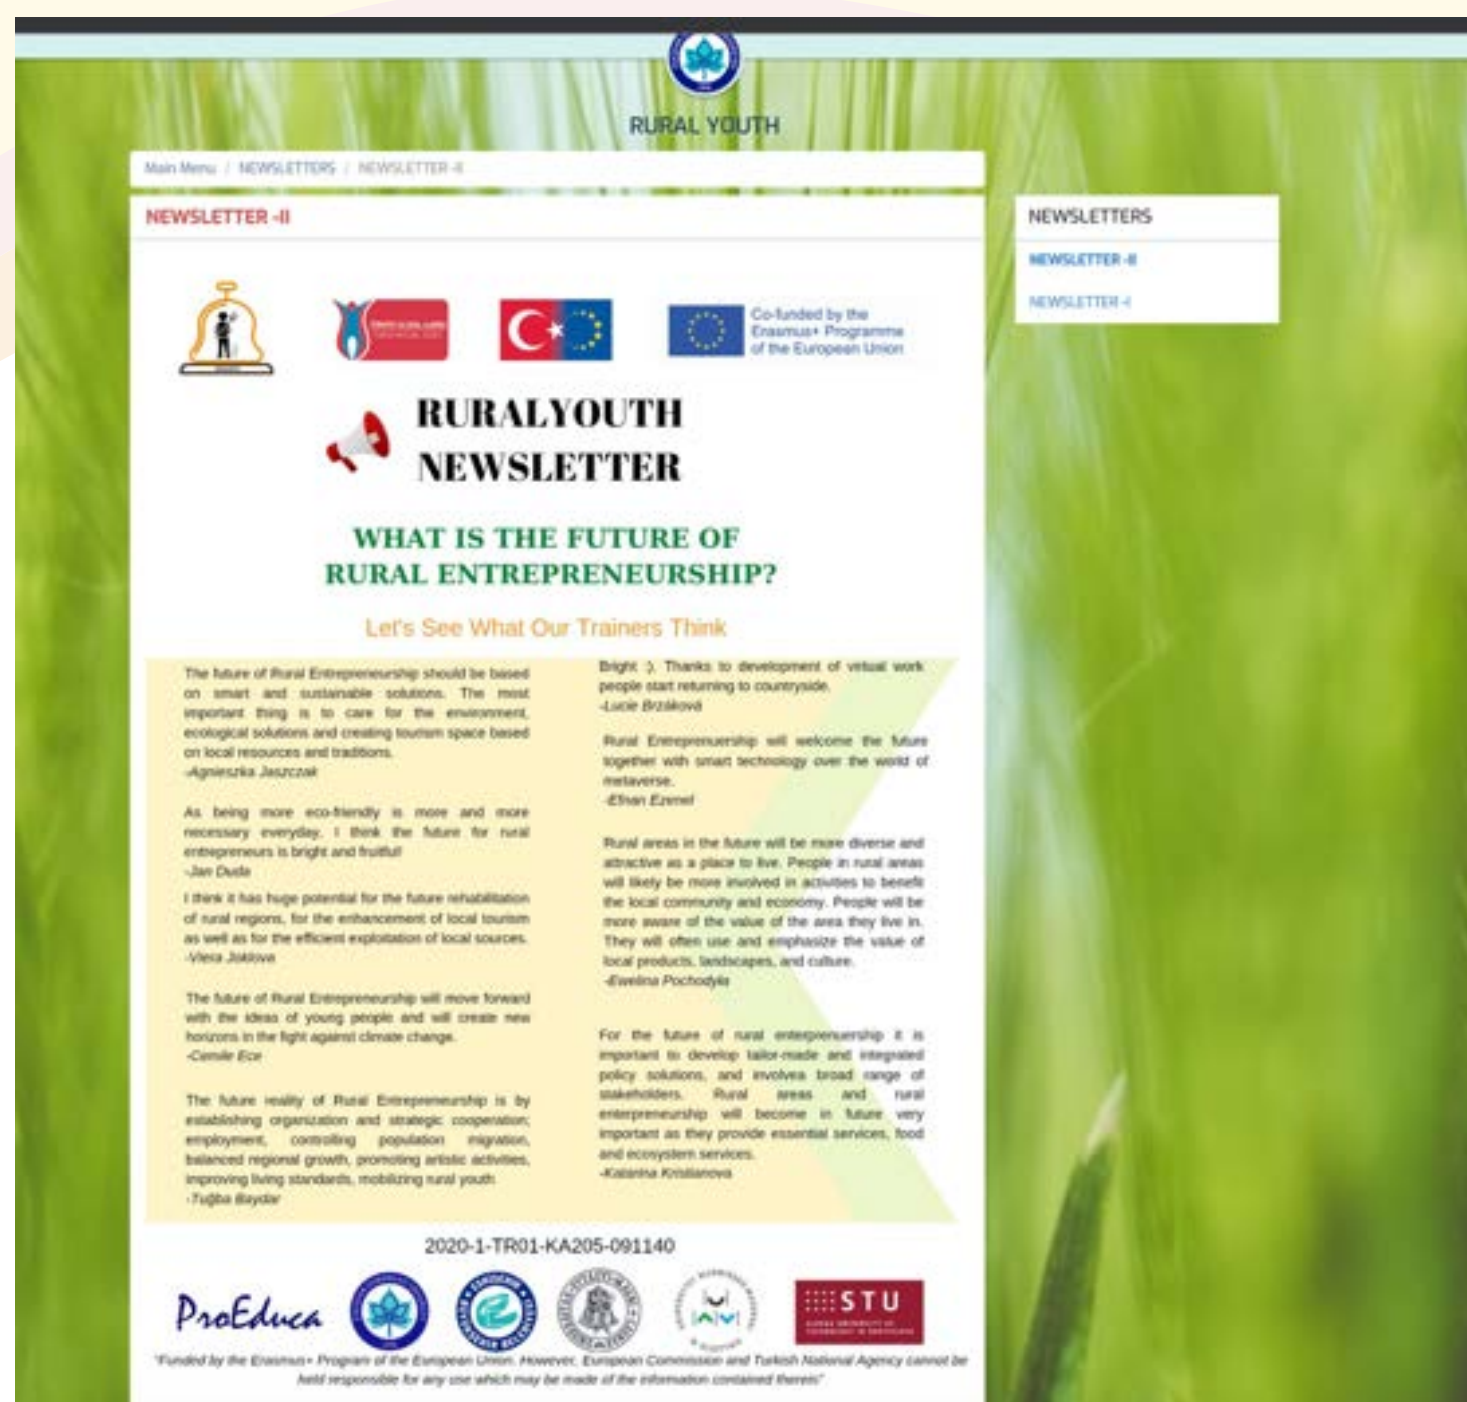 RURAL YOUTH
Main Menu / NEWSLETTERS / NEWSLETTER -II
NEWSLETTER -II
Co-funded by the
Erasmus+ Programme
of the European Union
RURALYOUTH
NEWSLETTER
WHAT IS THE FUTURE OF
RURAL ENTREPRENEURSHIP?
Let's See What Our Trainers Think
The future of Rural Entrepreneurship should be based
on smart and sustainable solutions. The most
important thing is to care for the environment,
ecological solutions and creating tourism space based
on local resources and traditions.
-Agnieszka Jaszczak
As being more eco-friendly is more and more
necessary everyday, I think the future for rural
entrepreneurs is bright and fruitful!
-Jan Duda
I think it has huge potential for the future rehabilitation
of rural regions, for the enhancement of local tourism
as well as for the efficient exploitation of local sources.
-Viera Joklova
The future of Rural Entrepreneurship will move forward
with the ideas of young people and will create new
horizons in the fight against climate change.
-Cemile Ece
The future reality of Rural Entrepreneurship is by
establishing organization and strategic cooperation;
employment, controlling population migration,
balanced regional growth, promoting artistic activities,
improving living standards, mobilizing rural youth
-Tuğba Baydar
Bright :). Thanks to development of virtual work
people start returning to countryside.
-Lucie Brzáková
Rural Entreprenuership will welcome the future
together with smart technology over the world of
metaverse.
Rural areas in the future will be more diverse and
attractive as a place to live. People in rural areas
will likely be more involved in activities to benefit
the local community and economy. People will be
more aware of the value of the area they live in.
They will often use and emphasize the value of
local products, landscapes, and culture.
-Ewelina Pochodyła
For the future of rural enterprenuership it is
important to develop tailor-made and integrated
policy solutions, and involvea broad range of
stakeholders. Rural areas and rural
enterpreneurship will become in future very
important as they provide essential services, food
and ecosystem services.
-Katarina Kristianova
2020-1-TR01-KA205-091140
ProEduca
STU
"Funded by the Erasmus+ Program of the European Union. However, European Commission and Turkish National Agency cannot be
held responsible for any use which may be made of the information contained therein"
NEWSLETTERS
NEWSLETTER -II
NEWSLETTER -I